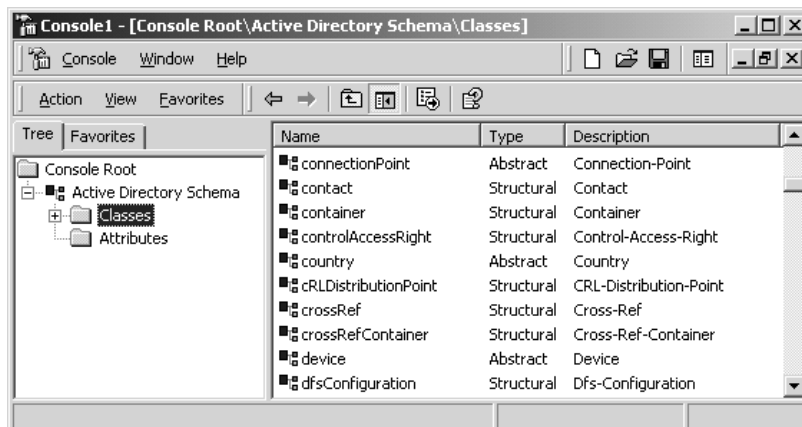 Console1 - [Console Root\Active Directory Schema\Classes]
Console Window Help
Action View Favorites
Tree Favorites
Console Root
Active Directory Schema
Classes
Attributes
Name Type Description
connectionPoint Abstract Connection-Point
contact Structural Contact
container Structural Container
controlAccessRight Structural Control-Access-Right
country Abstract Country
cRLDistributionPoint Structural CRL-Distribution-Point
crossRef Structural Cross-Ref
crossRefContainer Structural Cross-Ref-Container
device Abstract Device
dfsConfiguration Structural Dfs-Configuration